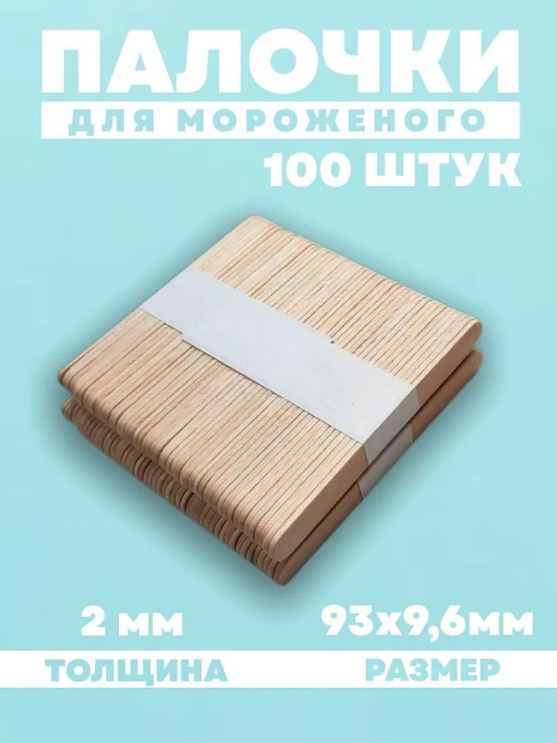 ПАЛОЧКИ
ДЛЯ МОРОЖЕНОГО
100 ШТУК
2 мм
93х9,6мм
ТОЛЩИНА
РАЗМЕР